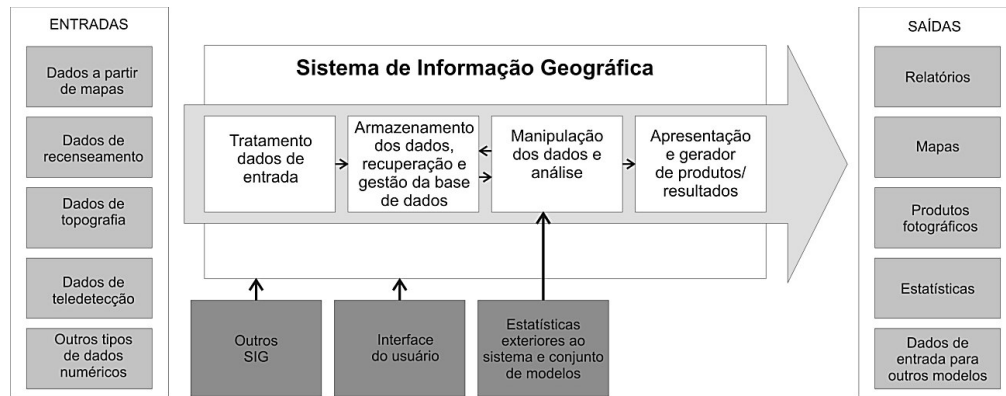 ENTRADAS
Dados a partir
de mapas
Dados de
recenseamento
Dados de
topografia
Dados de
teledetecção
Outros tipos
de dados
numéricos
Sistema de Informação Geográfica
Tratamento
dados de
entrada
Armazenamento
dos dados,
recuperação e
gestão da base
de dados
Manipulação
dos dados e
análise
Apresentação
e gerador
de produtos/
resultados
Outros
SIG
Interface
do usuário
Estatísticas
exteriores ao
sistema e conjunto
de modelos
SAÍDAS
Relatórios
Mapas
Produtos
fotográficos
Estatísticas
Dados de
entrada para
outros modelos